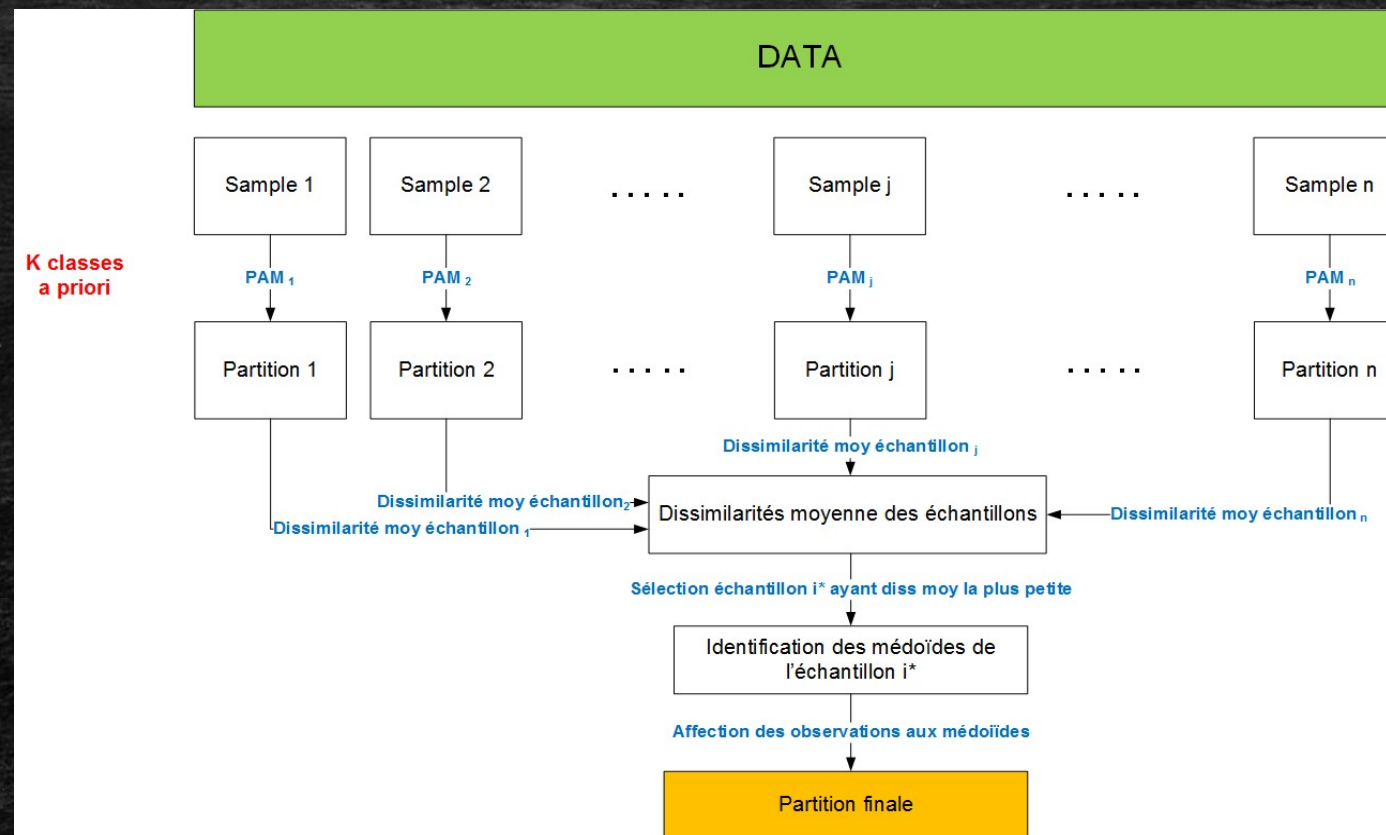 DATA
Sample 1
Sample 2
. . . . .
Sample j
. . . . .
Sample n
K classes
a priori
PAM 1
PAM 2
PAM j
PAM n
Partition 1
Partition 2
. . . . .
Partition j
. . . . .
Partition n
Dissimilarité moy échantillon j
Dissimilarité moy échantillon2
Dissimilarité moy échantillon 1
Dissimilarités moyenne des échantillons
Dissimilarité moy échantillon n
Sélection échantillon i* ayant diss moy la plus petite
Identification des médoïdes de
l'échantillon i*
Affection des observations aux médoïides
Partition finale